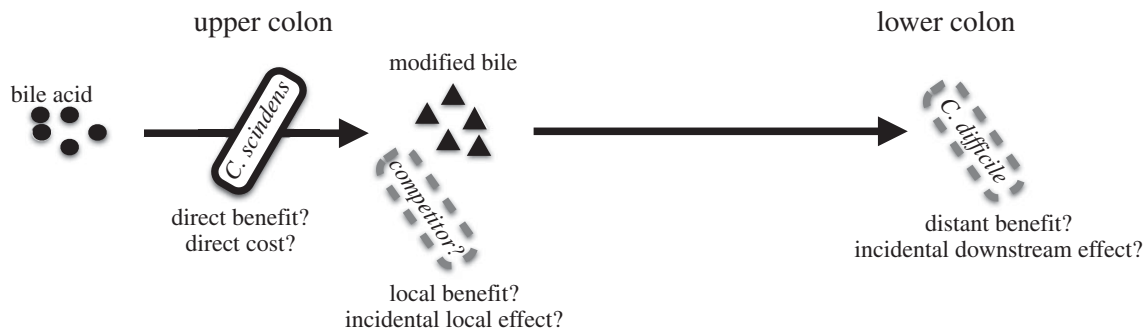 upper colon
lower colon
bile acid
C. scindens
modified bile
competitor?
C. difficile
direct benefit?
direct cost?
local benefit?
incidental local effect?
distant benefit?
incidental downstream effect?